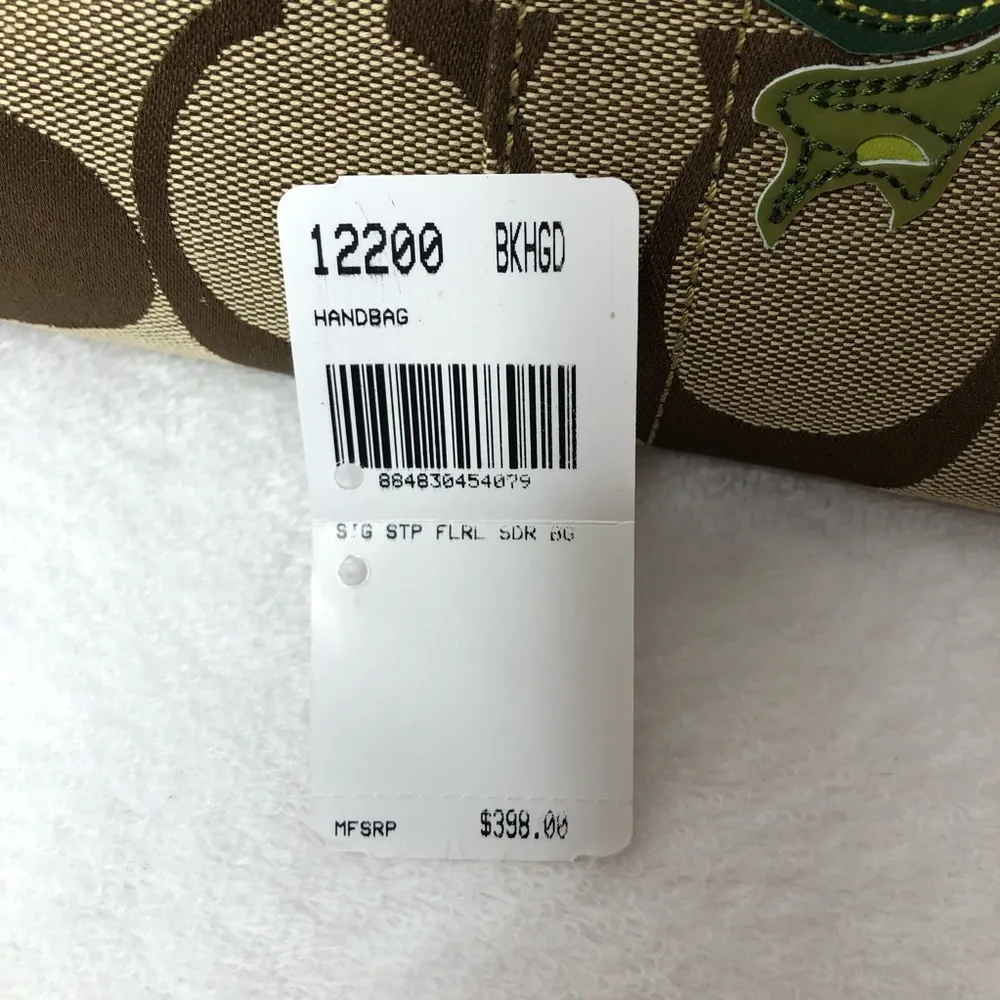 12200 BKHGD
HANDBAG
884830454079
SIG STP FLRL SDR BG
MFSRP $398.00